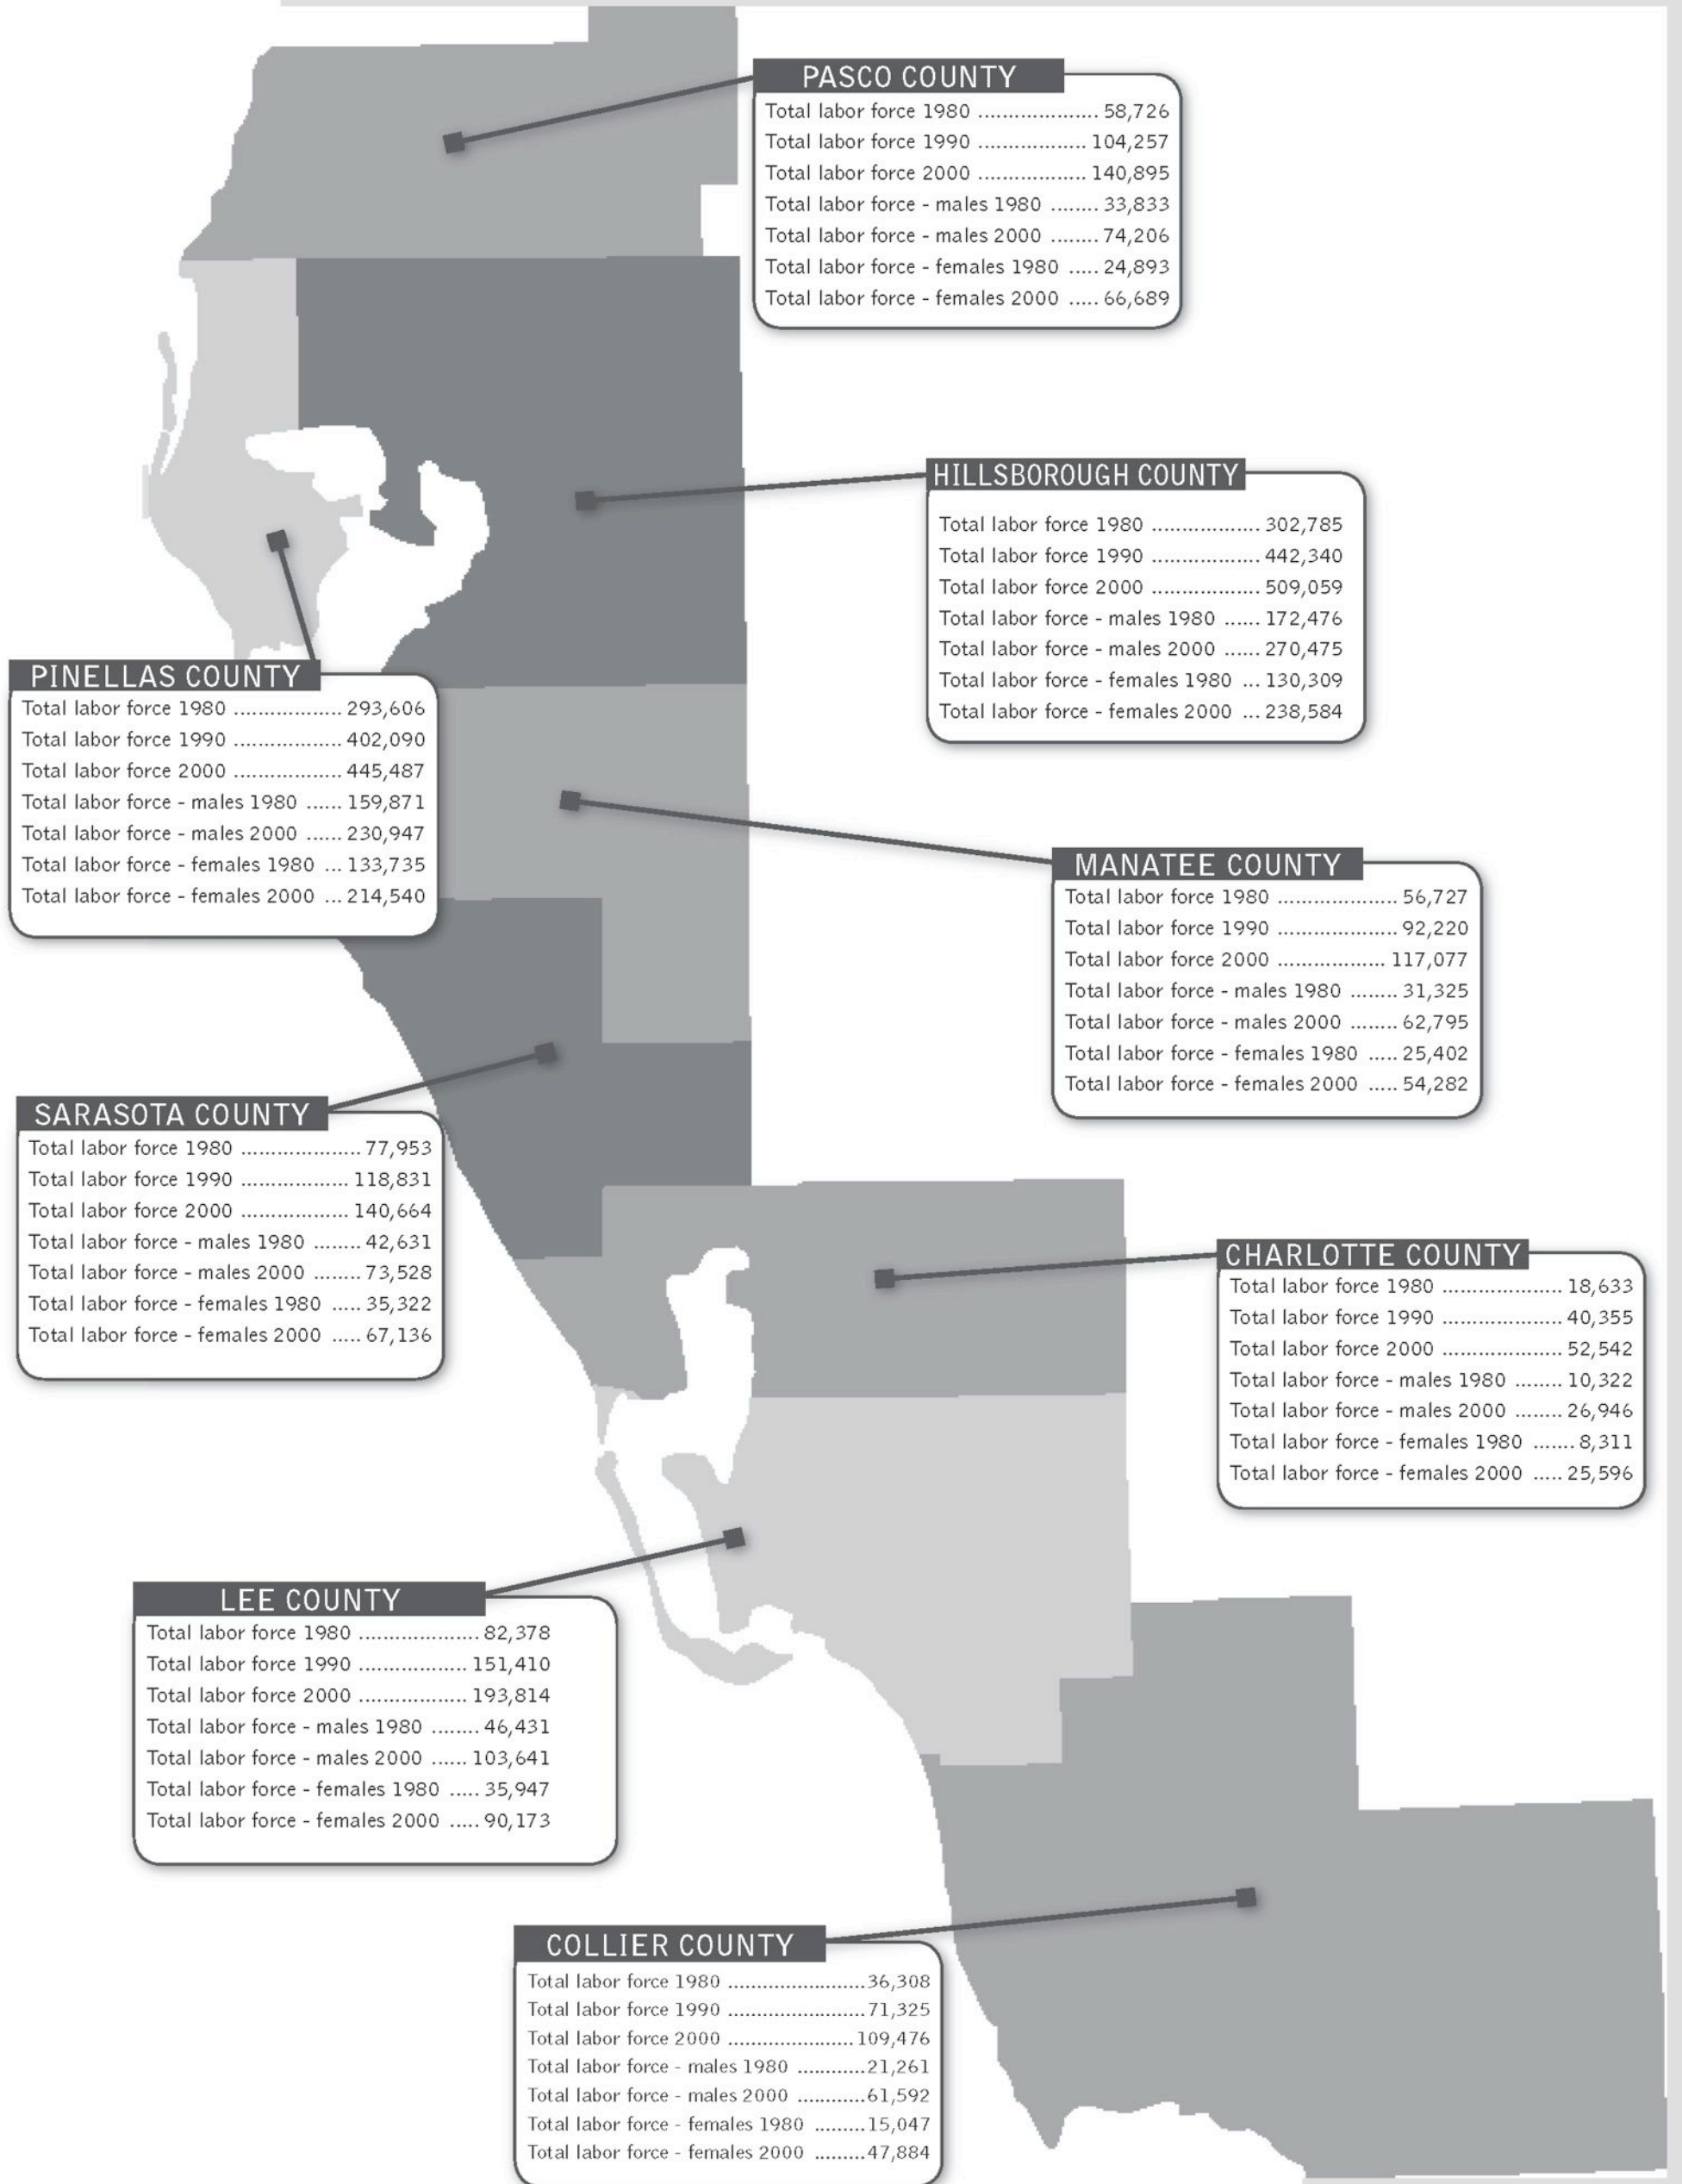 PASCO COUNTY
Total labor force 1980 .................... 58,726
Total labor force 1990 .................. 104,257
Total labor force 2000 .................. 140,895
Total labor force - males 1980 ........ 33,833
Total labor force - males 2000 ........ 74,206
Total labor force - females 1980 ..... 24,893
Total labor force - females 2000 ..... 66,689
HILLSBOROUGH COUNTY
Total labor force 1980 .................. 302,785
Total labor force 1990 .................. 442,340
Total labor force 2000 .................. 509,059
Total labor force - males 1980 ...... 172,476
Total labor force - males 2000 ...... 270,475
Total labor force - females 1980 ... 130,309
Total labor force - females 2000 ... 238,584
PINELLAS COUNTY
Total labor force 1980 .................. 293,606
Total labor force 1990 .................. 402,090
Total labor force 2000 .................. 445,487
Total labor force - males 1980 ...... 159,871
Total labor force - males 2000 ...... 230,947
Total labor force - females 1980 ... 133,735
Total labor force - females 2000 ... 214,540
MANATEE COUNTY
Total labor force 1980 .................... 56,727
Total labor force 1990 .................... 92,220
Total labor force 2000 .................. 117,077
Total labor force - males 1980 ........ 31,325
Total labor force - males 2000 ........ 62,795
Total labor force - females 1980 ..... 25,402
Total labor force - females 2000 ..... 54,282
SARASOTA COUNTY
Total labor force 1980 .................... 77,953
Total labor force 1990 .................. 118,831
Total labor force 2000 .................. 140,664
Total labor force - males 1980 ........ 42,631
Total labor force - males 2000 ........ 73,528
Total labor force - females 1980 ..... 35,322
Total labor force - females 2000 ..... 67,136
CHARLOTTE COUNTY
Total labor force 1980 .................... 18,633
Total labor force 1990 .................... 40,355
Total labor force 2000 .................... 52,542
Total labor force - males 1980 ........ 10,322
Total labor force - males 2000 ........ 26,946
Total labor force - females 1980 ....... 8,311
Total labor force - females 2000 ..... 25,596
LEE COUNTY
Total labor force 1980 .................... 82,378
Total labor force 1990 .................. 151,410
Total labor force 2000 .................. 193,814
Total labor force - males 1980 ........ 46,431
Total labor force - males 2000 ...... 103,641
Total labor force - females 1980 ..... 35,947
Total labor force - females 2000 ..... 90,173
COLLIER COUNTY
Total labor force 1980 ........................36,308
Total labor force 1990 ........................71,325
Total labor force 2000 ......................109,476
Total labor force - males 1980 ............21,261
Total labor force - males 2000 ............61,592
Total labor force - females 1980 .........15,047
Total labor force - females 2000 .........47,884